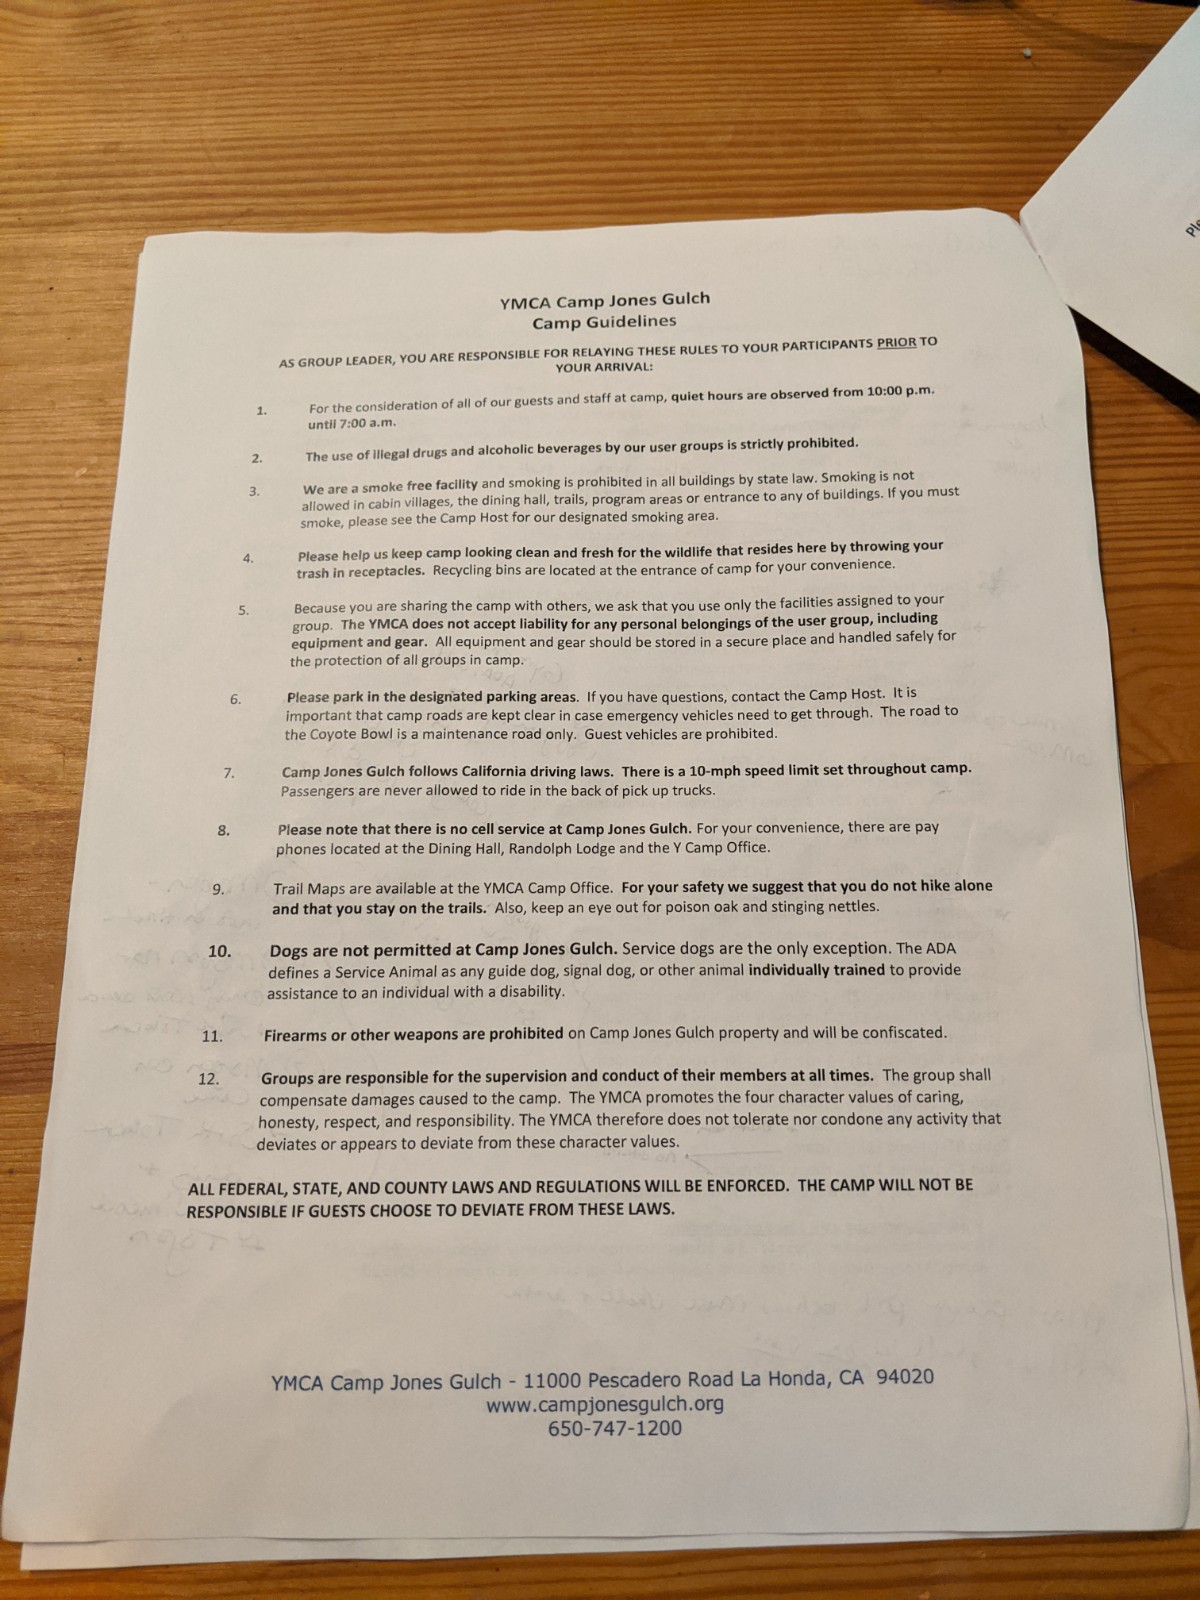 YMCA Camp Jones Gulch
Camp Guidelines
AS GROUP LEADER, YOU ARE RESPONSIBLE FOR RELAYING THESE RULES TO YOUR PARTICIPANTS PRIOR TO
YOUR ARRIVAL:
1. For the consideration of all of our guests and staff at camp, quiet hours are observed from 10:00 p.m.
until 7:00 a.m.
2. The use of illegal drugs and alcoholic beverages by our user groups is strictly prohibited.
3. We are a smoke free facility and smoking is prohibited in all buildings by state law. Smoking is not
allowed in cabin villages, the dining hall, trails, program areas or entrance to any of buildings. If you must
smoke, please see the Camp Host for our designated smoking area.
4. Please help us keep camp looking clean and fresh for the wildlife that resides here by throwing your
trash in receptacles. Recycling bins are located at the entrance of camp for your convenience.
5. Because you are sharing the camp with others, we ask that you use only the facilities assigned to your
group. The YMCA does not accept liability for any personal belongings of the user group, including
equipment and gear. All equipment and gear should be stored in a secure place and handled safely for
the protection of all groups in camp.
6. Please park in the designated parking areas. If you have questions, contact the Camp Host. It is
important that camp roads are kept clear in case emergency vehicles need to get through. The road to
the Coyote Bowl is a maintenance road only. Guest vehicles are prohibited.
7. Camp Jones Gulch follows California driving laws. There is a 10-mph speed limit set throughout camp.
Passengers are never allowed to ride in the back of pick up trucks.
8. Please note that there is no cell service at Camp Jones Gulch. For your convenience, there are pay
phones located at the Dining Hall, Randolph Lodge and the Y Camp Office.
9. Trail Maps are available at the YMCA Camp Office. For your safety we suggest that you do not hike alone
and that you stay on the trails. Also, keep an eye out for poison oak and stinging nettles.
10. Dogs are not permitted at Camp Jones Gulch. Service dogs are the only exception. The ADA
defines a Service Animal as any guide dog, signal dog, or other animal individually trained to provide
assistance to an individual with a disability.
11. Firearms or other weapons are prohibited on Camp Jones Gulch property and will be confiscated.
12. Groups are responsible for the supervision and conduct of their members at all times. The group shall
compensate damages caused to the camp. The YMCA promotes the four character values of caring,
honesty, respect, and responsibility. The YMCA therefore does not tolerate nor condone any activity that
deviates or appears to deviate from these character values.
ALL FEDERAL, STATE, AND COUNTY LAWS AND REGULATIONS WILL BE ENFORCED. THE CAMP WILL NOT BE
RESPONSIBLE IF GUESTS CHOOSE TO DEVIATE FROM THESE LAWS.
YMCA Camp Jones Gulch - 11000 Pescadero Road La Honda, CA 94020
www.campjonesgulch.org
650-747-1200